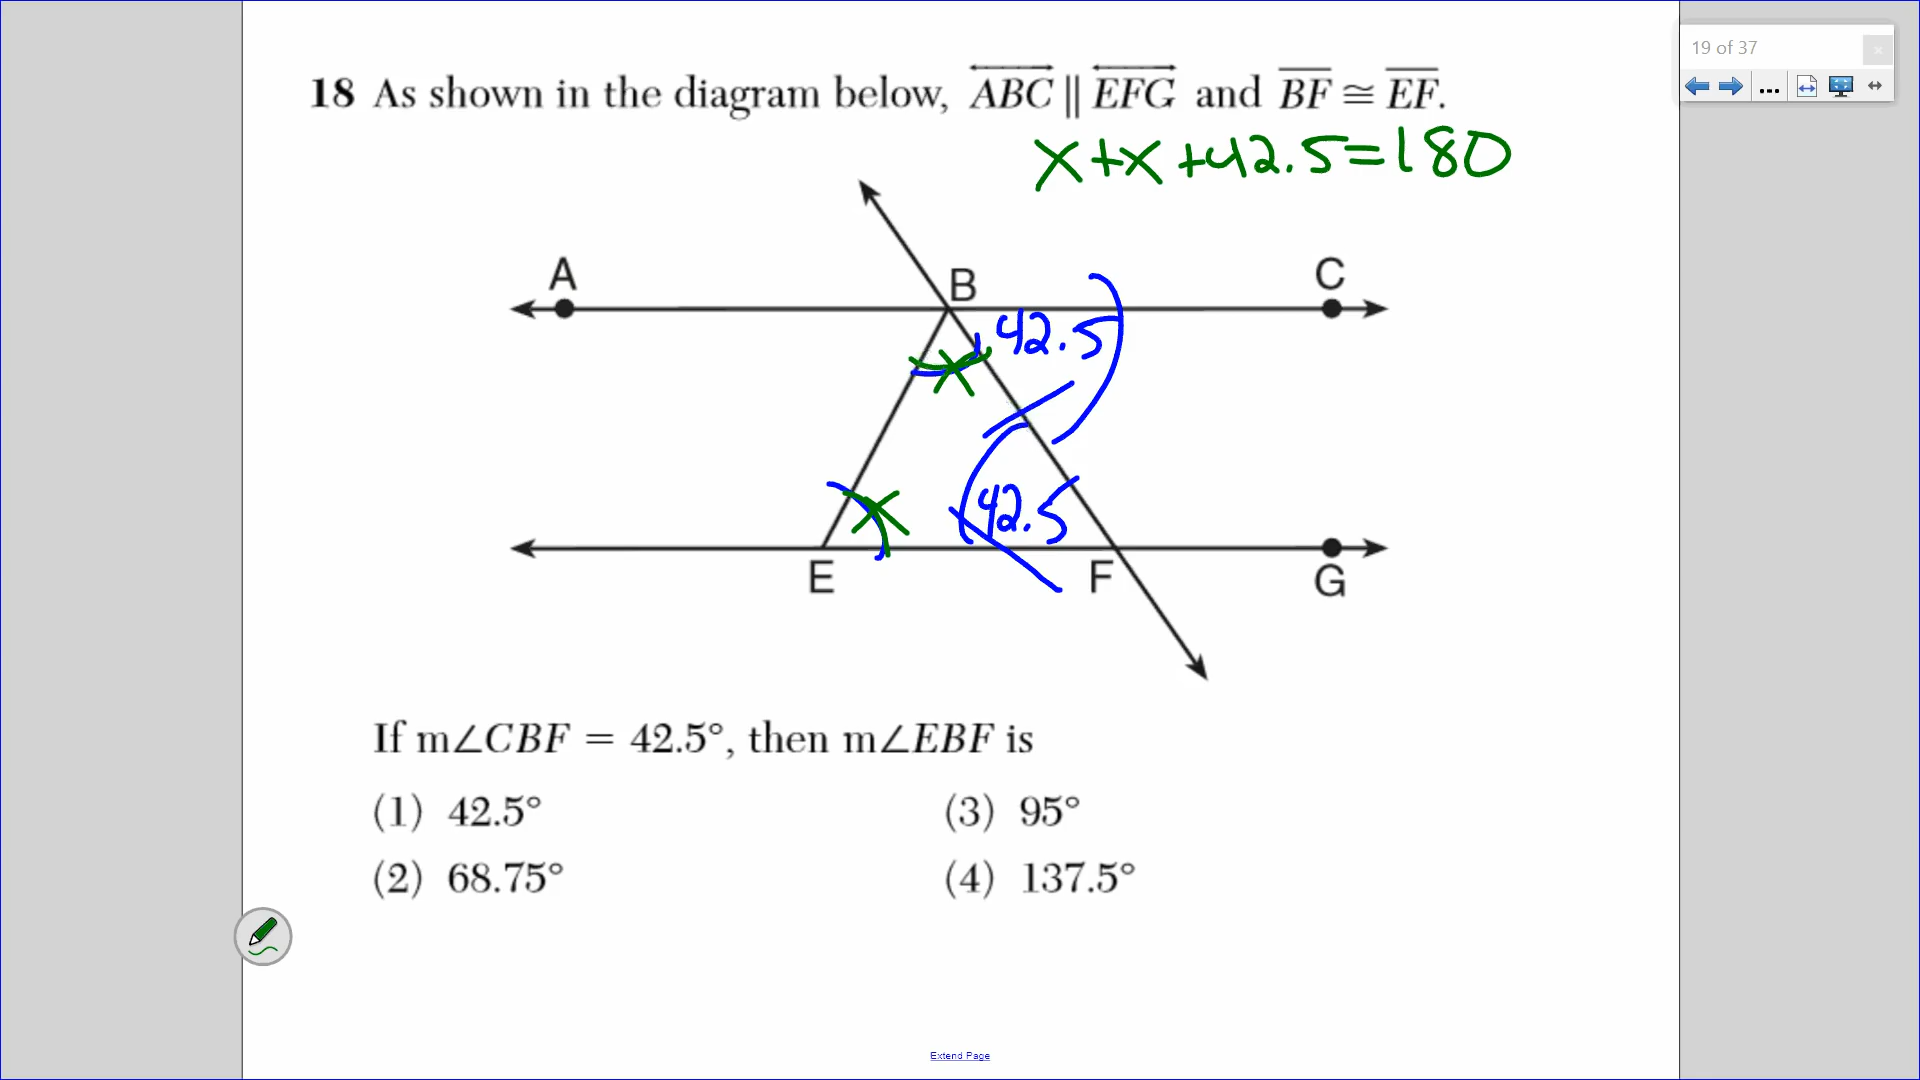 19 of 37
18 As shown in the diagram below, ABC || EFG and BF ≅ EF.
x+x+42.5=180
A
B
C
42.5
x
x
42.5
E
F
G
If m∠CBF = 42.5°, then m∠EBF is
(1) 42.5°
(3) 95°
(2) 68.75°
(4) 137.5°
Extend Page